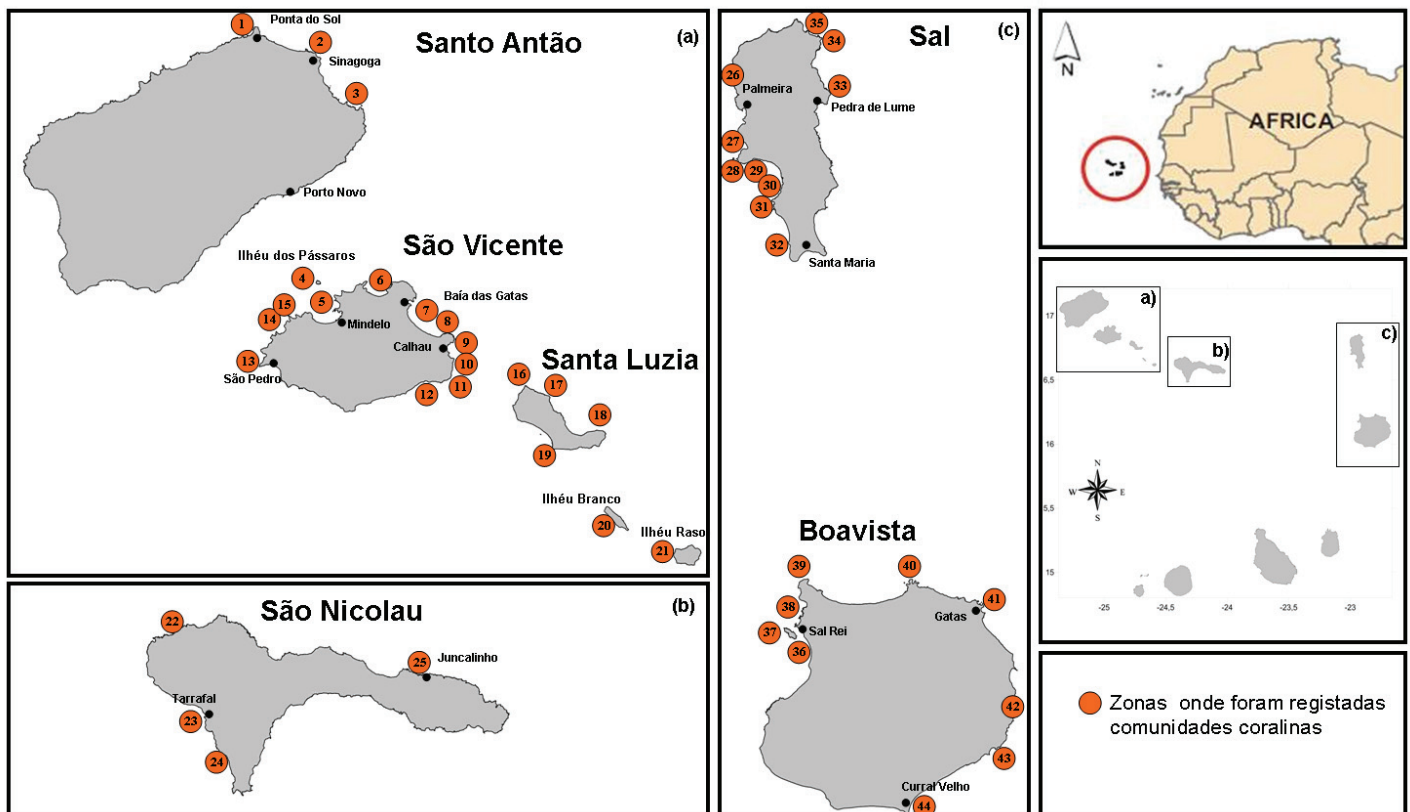 Santo Antão
(a)
1
Ponta do Sol
2
Sinagoga
3
Porto Novo
São Vicente
Ilhéu dos Pássaros
4
5
6
Baía das Gatas
7
8
15
14
Mindelo
Calhau
9
10
13
São Pedro
12
11
Santa Luzia
16
17
18
19
Ilhéu Branco
20
Ilhéu Raso
21
São Nicolau
(b)
22
25
Juncalinho
Tarrafal
23
24
Sal
(c)
35
34
26
Palmeira
33
Pedra de Lume
27
28
29
30
31
32
Santa Maria
Boavista
39
40
41
Gatas
38
37
Sal Rei
36
42
43
Curral Velho
44
N
AFRICA
a)
b)
c)
17
16,5
16
15,5
15
N
W
E
S
-25
-24,5
-24
-23,5
-23
Zonas onde foram registadas
comunidades coralinas